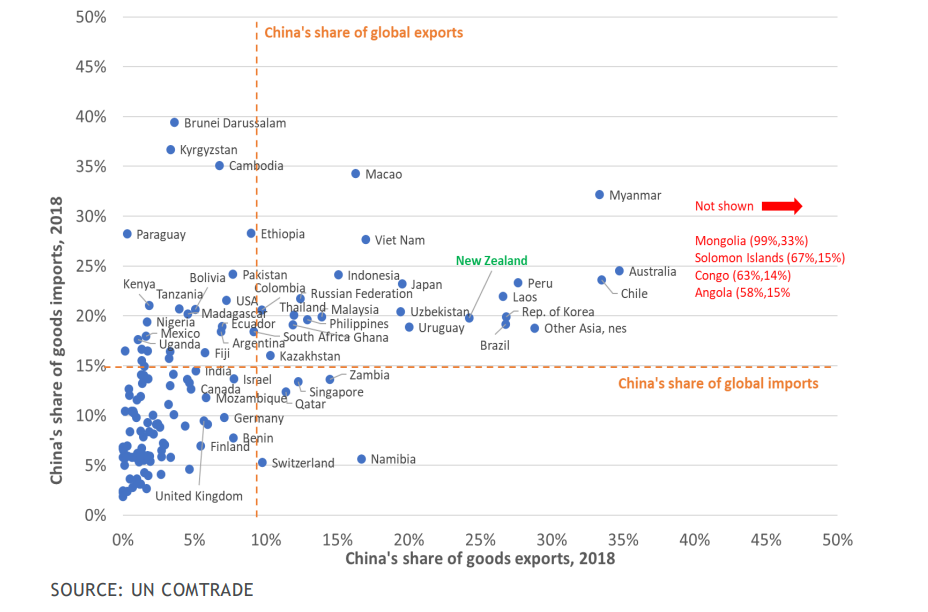 50%
China's share of global exports
45%
40%
Brunei Darussalam
Kyrgyzstan
35%
Cambodia
Macao
Myanmar
30%
Not shown
Paraguay
Ethiopia
Viet Nam
Mongolia (99%,33%)
Solomon Islands (67%,15%)
Congo (63%,14%)
Angola (58%,15%
25%
New Zealand
Bolivia
Pakistan
Indonesia
Australia
Kenya
Colombia
Japan
Peru
Tanzania
Russian Federation
Laos
Chile
USA
20%
Madagascar
Thailand
Malaysia
Uzbekistan
Rep. of Korea
Nigeria
Ecuador
Philippines
Uruguay
Other Asia, nes
Mexico
South Africa
Ghana
Uganda
Argentina
Brazil
Fiji
Kazakhstan
15%
India
Israel
Zambia
China's share of global imports
Canada
Singapore
Mozambique
Qatar
10%
Germany
Benin
Finland
5%
Switzerland
Namibia
United Kingdom
0%
China's share of goods imports, 2018
0%
5%
10%
15%
20%
25%
30%
35%
40%
45%
50%
China's share of goods exports, 2018
SOURCE: UN COMTRADE